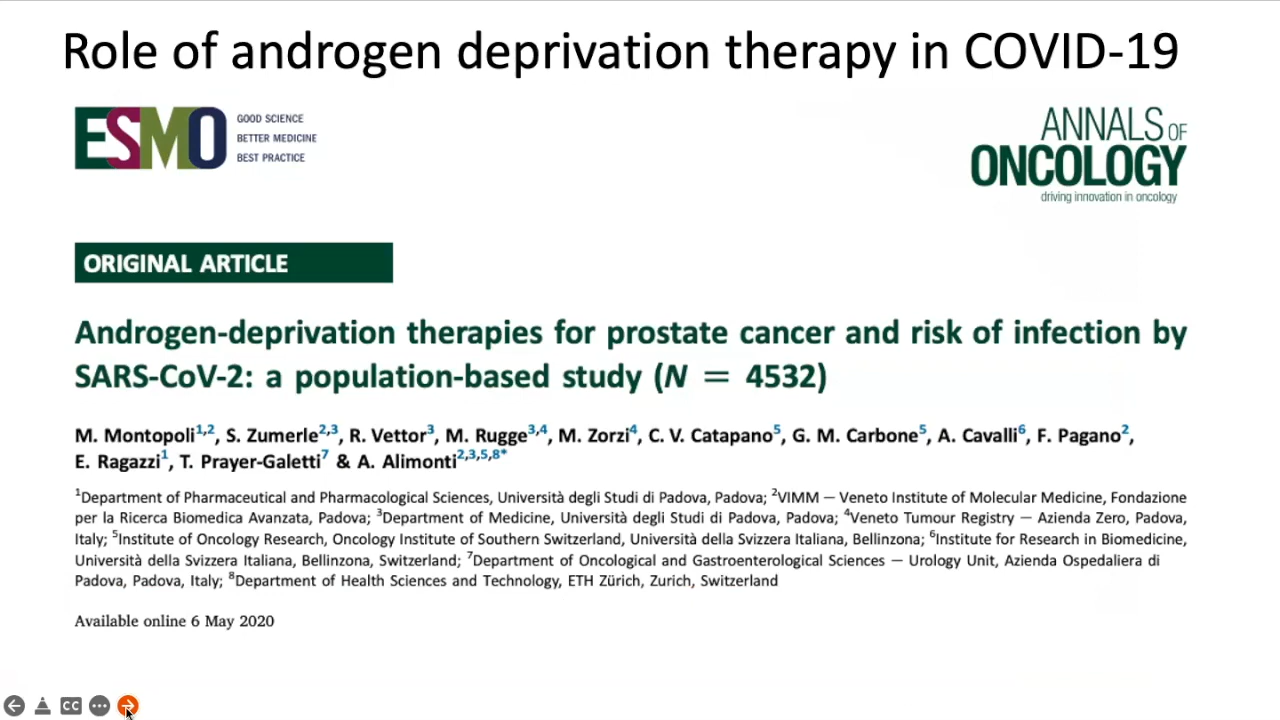 Role of androgen deprivation therapy in COVID-19
ESMO
GOOD SCIENCE
BETTER MEDICINE
BEST PRACTICE
ANNALS OF
ONCOLOGY
driving innovation in oncology
ORIGINAL ARTICLE
Androgen-deprivation therapies for prostate cancer and risk of infection by
SARS-CoV-2: a population-based study (N = 4532)
M. Montopoli1,2, S. Zumerle2,3, R. Vettor3, M. Rugge3,4, M. Zorzi4, C. V. Catapano5, G. M. Carbone5, A. Cavalli6, F. Pagano2,
E. Ragazzi1, T. Prayer-Galetti7 & A. Alimonti2,3,5,8*
1Department of Pharmaceutical and Pharmacological Sciences, Università degli Studi di Padova, Padova; 2VIMM — Veneto Institute of Molecular Medicine, Fondazione
per la Ricerca Biomedica Avanzata, Padova; 3Department of Medicine, Università degli Studi di Padova, Padova; 4Veneto Tumour Registry — Azienda Zero, Padova,
Italy; 5Institute of Oncology Research, Oncology Institute of Southern Switzerland, Università della Svizzera Italiana, Bellinzona; 6Institute for Research in Biomedicine,
Università della Svizzera Italiana, Bellinzona, Switzerland; 7Department of Oncological and Gastroenterological Sciences — Urology Unit, Azienda Ospedaliera di
Padova, Padova, Italy; 8Department of Health Sciences and Technology, ETH Zürich, Zurich, Switzerland
Available online 6 May 2020
CC